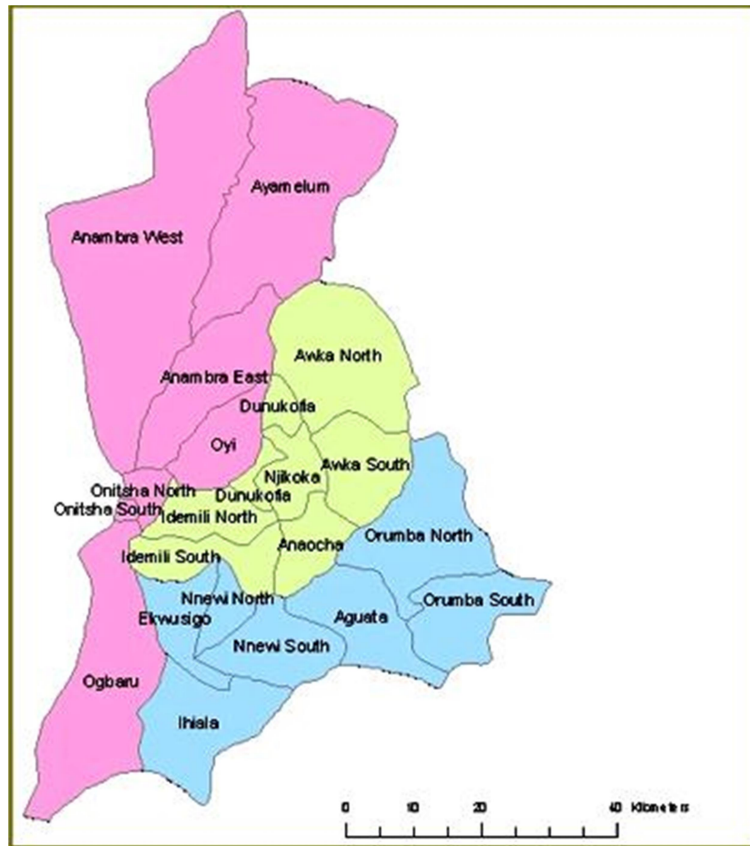 Ayamelum
Anambra West
Awka North
Anambra East
Dunukofia
Oyi
Awka South
Njikoka
Onitsha North
Dunukofia
Onitsha South
Idemili North
Orumba North
Anaocha
Idemili South
Nnewi North
Orumba South
Ekwusigo
Aguata
Nnewi South
Ogbaru
Ihiala
0 10 20 40 Kilometers